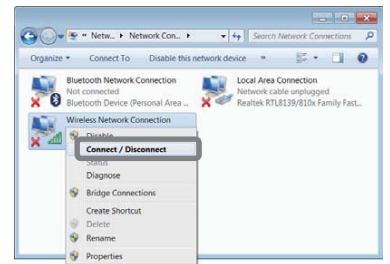 « Netw... ▸ Network Con... ▸
Search Network Connections
Organize ▾ Connect To Disable this network device »
Bluetooth Network Connection
Not connected
Bluetooth Device (Personal Area ...
Local Area Connection
Network cable unplugged
Realtek RTL8139/810x Family Fast...
Wireless Network Connection
Disable
Connect / Disconnect
Status
Diagnose
Bridge Connections
Create Shortcut
Delete
Rename
Properties